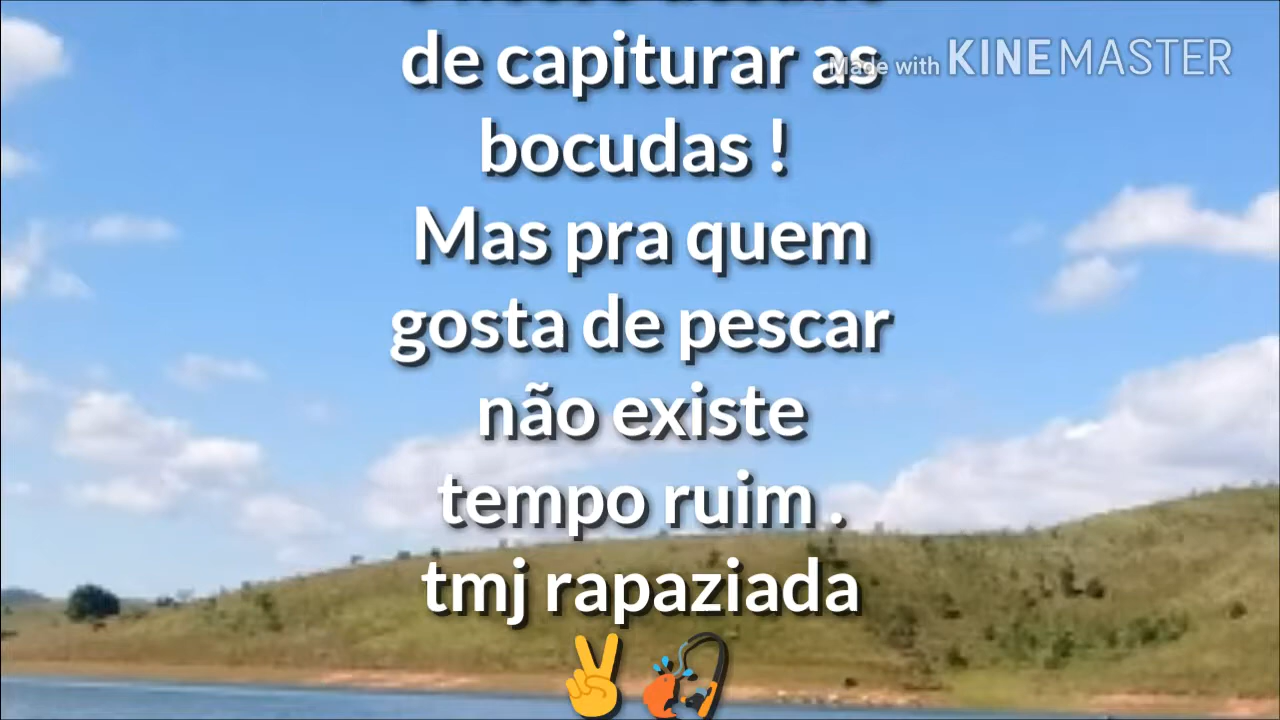 de capiturar as
Made with KINEMASTER
bocudas !
Mas pra quem
gosta de pescar
não existe
tempo ruim .
tmj rapaziada
✌🎣